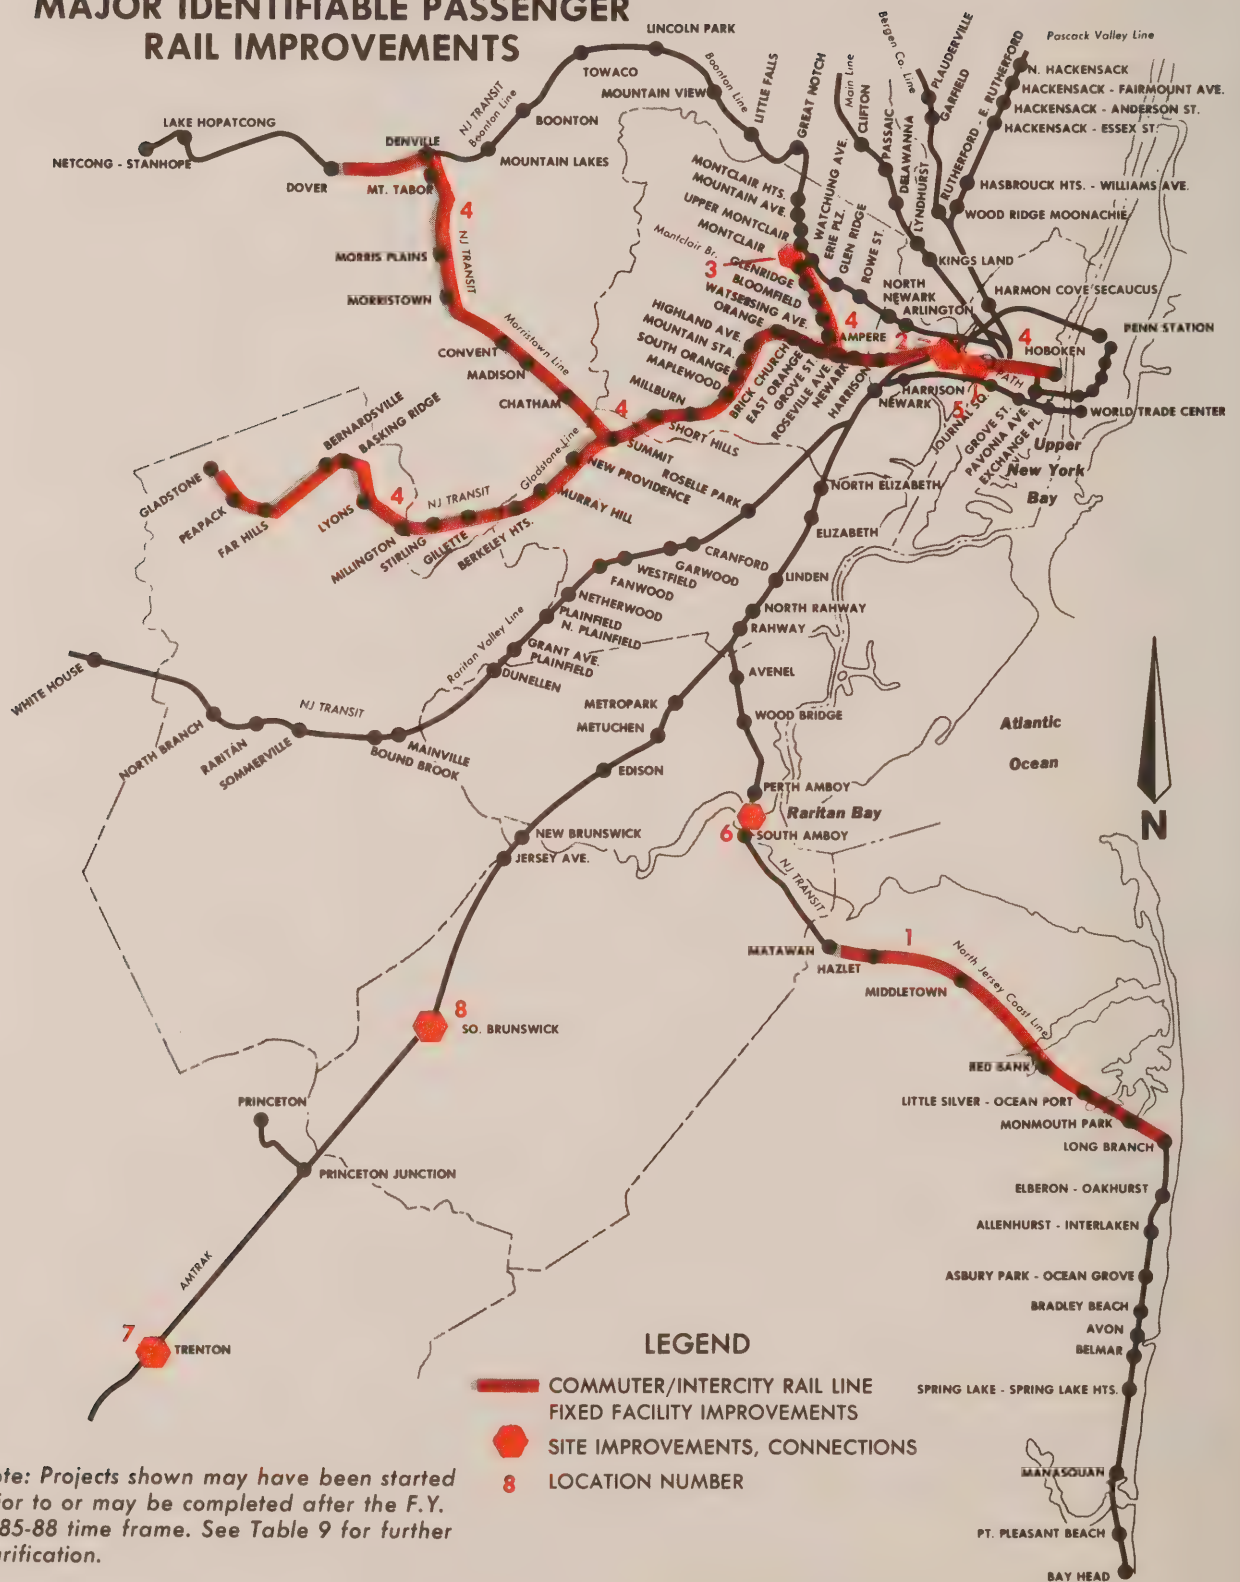 MAJOR IDENTIFIABLE PASSENGER
RAIL IMPROVEMENTS
LINCOLN PARK
TOWACO
MOUNTAIN VIEW
Boonton Line
LITTLE FALLS
GREAT NOTCH
Main Line
CLIFTON
Bergen Co. Line
PASSAIC
DELAWANNA
LYNDHURST
PLAUDERVILLE
GARFIELD
RUTHERFORD - E. RUTHERFORD
Pascack Valley Line
N. HACKENSACK
HACKENSACK - FAIRMOUNT AVE.
HACKENSACK - ANDERSON ST.
HACKENSACK - ESSEX ST.
HASBROUCK HTS. - WILLIAMS AVE.
WOOD RIDGE MOONACHIE
KINGS LAND
HARMON COVE SECAUCUS
NJ TRANSIT
Boonton Line
BOONTON
MOUNTAIN LAKES
LAKE HOPATCONG
NETCONG - STANHOPE
DOVER
DENVILLE
MT. TABOR
4
NJ TRANSIT
MORRIS PLAINS
MORRISTOWN
CONVENT
MADISON
CHATHAM
Morristown Line
MONTCLAIR HTS.
MOUNTAIN AVE.
UPPER MONTCLAIR
MONTCLAIR
Montclair Br.
3
GLENRIDGE
BLOOMFIELD
WATSESSING AVE.
WATCHUNG AVE.
ERIE PLZ.
GLEN RIDGE
ROWE ST.
NORTH
NEWARK
ARLINGTON
4
AMPERE
2
4
PENN STATION
HOBOKEN
PATH
HARRISON
5
WORLD TRADE CENTER
ORANGE
HIGHLAND AVE.
MOUNTAIN STA.
SOUTH ORANGE
MAPLEWOOD
MILLBURN
BRICK CHURCH
EAST ORANGE
GROVE ST.
ROSEVILLE AVE.
NEWARK
HARRISON
NEWARK
JOURNAL SQ.
GROVE ST.
PAVONIA AVE.
EXCHANGE PL.
Upper
New York
Bay
4
SHORT HILLS
SUMMIT
NEW PROVIDENCE
MURRAY HILL
Gladstone Line
BERNARDSVILLE
BASKING RIDGE
GLADSTONE
PEAPACK
FAR HILLS
LYONS
4
NJ TRANSIT
MILLINGTON
STIRLING
GILLETTE
BERKELEY HTS.
ROSELLE PARK
NORTH ELIZABETH
ELIZABETH
CRANFORD
GARWOOD
WESTFIELD
FANWOOD
NETHERWOOD
PLAINFIELD
N. PLAINFIELD
GRANT AVE.
PLAINFIELD
DUNELLEN
Raritan Valley Line
LINDEN
NORTH RAHWAY
RAHWAY
AVENEL
METROPARK
METUCHEN
WOOD BRIDGE
EDISON
WHITE HOUSE
NORTH BRANCH
RARITAN
SOMMERVILLE
NJ TRANSIT
MAINVILLE
BOUND BROOK
Atlantic
Ocean
PERTH AMBOY
Raritan Bay
6
SOUTH AMBOY
NJ TRANSIT
NEW BRUNSWICK
JERSEY AVE.
N
MATAWAN
HAZLET
1
MIDDLETOWN
North Jersey Coast Line
8
SO. BRUNSWICK
RED BANK
LITTLE SILVER - OCEAN PORT
MONMOUTH PARK
LONG BRANCH
PRINCETON
PRINCETON JUNCTION
ELBERON - OAKHURST
ALLENHURST - INTERLAKEN
ASBURY PARK - OCEAN GROVE
BRADLEY BEACH
AVON
BELMAR
SPRING LAKE - SPRING LAKE HTS.
MANASQUAN
PT. PLEASANT BEACH
BAY HEAD
AMTRAK
7
TRENTON
LEGEND
COMMUTER/INTERCITY RAIL LINE
FIXED FACILITY IMPROVEMENTS
SITE IMPROVEMENTS, CONNECTIONS
8 LOCATION NUMBER
ote: Projects shown may have been started
ior to or may be completed after the F.Y.
85-88 time frame. See Table 9 for further
arification.